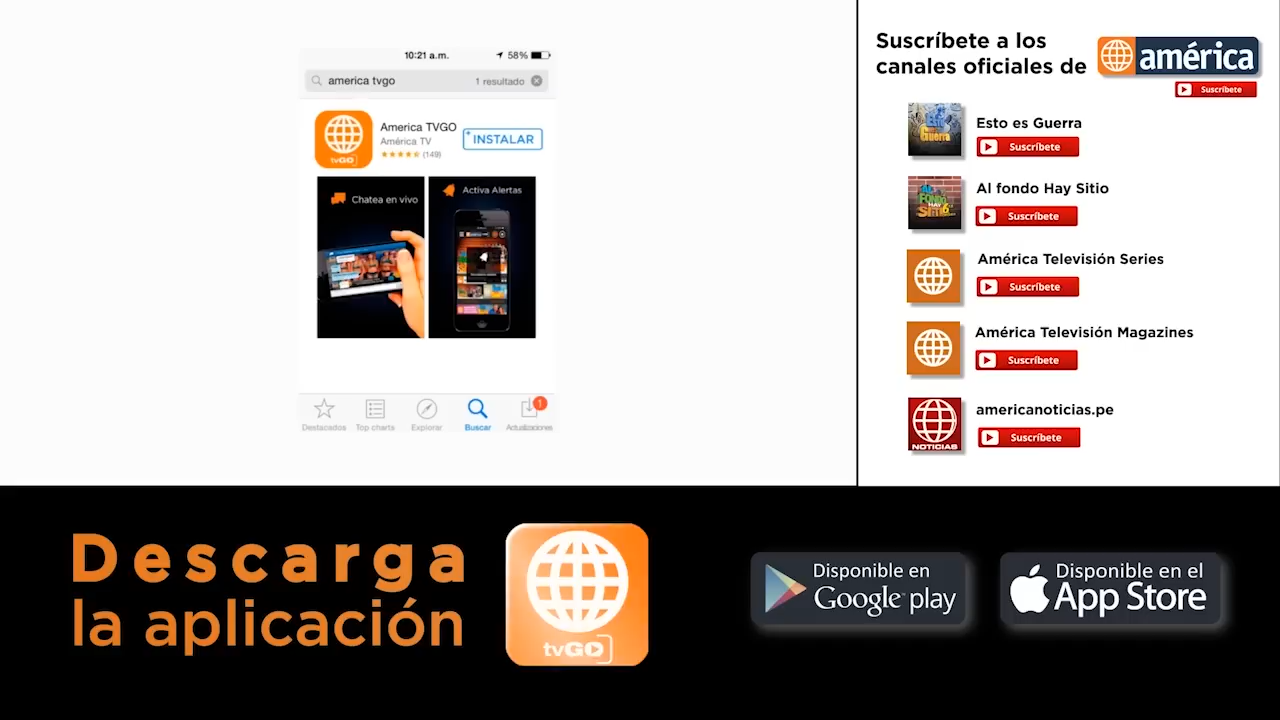 10:21 a.m.
58%
america tvgo
1 resultado
tvGO
America TVGO
América TV
(149)
INSTALAR
Chatea en vivo
Activa Alertas
Destacados
Top charts
Explorar
Buscar
Actualizaciones
1
Suscríbete a los
canales oficiales de
américa
Suscríbete
Esto es Guerra
Suscríbete
Al fondo Hay Sitio
Suscríbete
América Televisión Series
Suscríbete
América Televisión Magazines
Suscríbete
NOTICIAS
americanoticias.pe
Suscríbete
Descarga
la aplicación
tvGO
Disponible en
Google play
Disponible en el
App Store